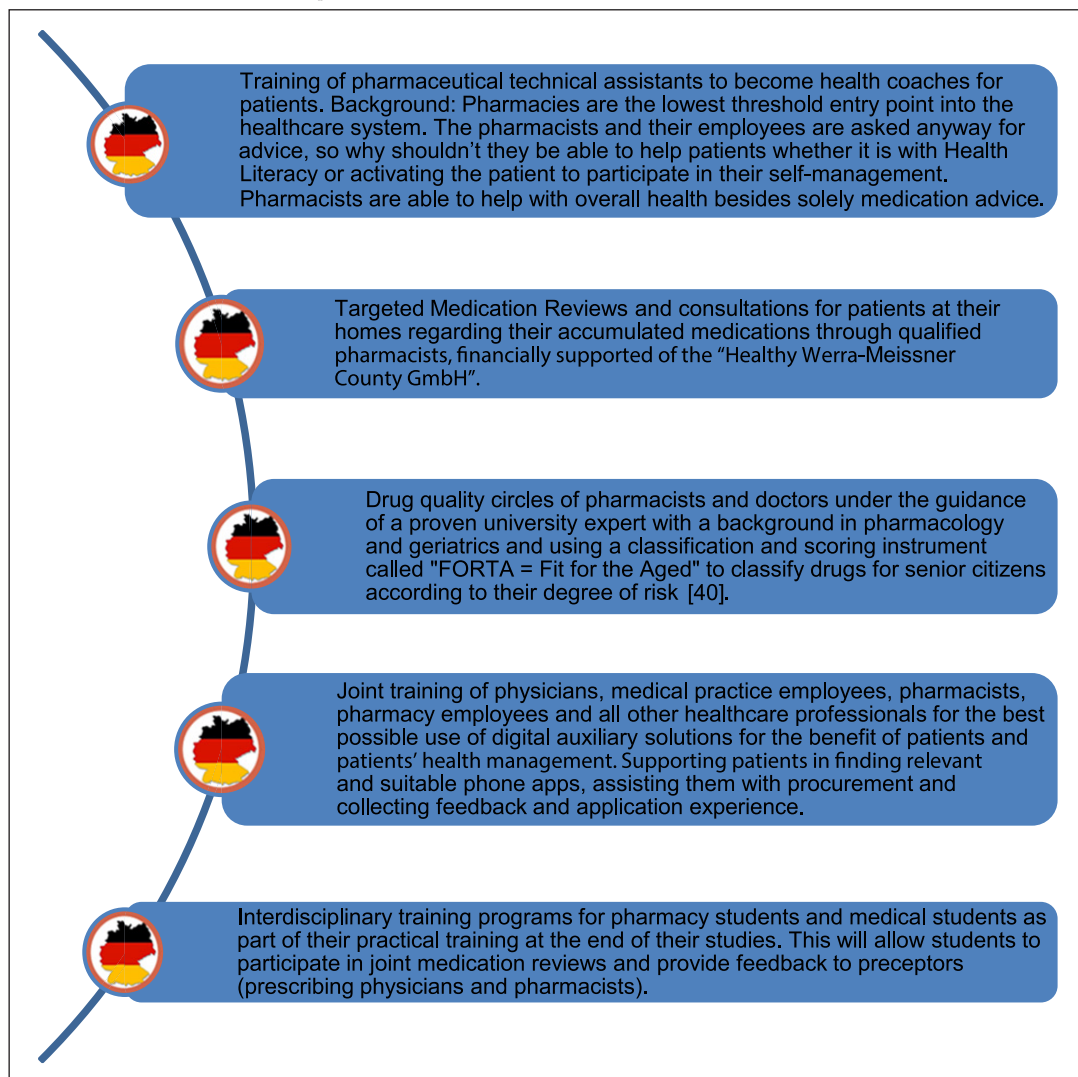 Training of pharmaceutical technical assistants to become health coaches for
patients. Background: Pharmacies are the lowest threshold entry point into the
healthcare system. The pharmacists and their employees are asked anyway for
advice, so why shouldn't they be able to help patients whether it is with Health
Literacy or activating the patient to participate in their self-management.
Pharmacists are able to help with overall health besides solely medication advice.
Targeted Medication Reviews and consultations for patients at their
homes regarding their accumulated medications through qualified
pharmacists, financially supported of the “Healthy Werra-Meissner
County GmbH”.
Drug quality circles of pharmacists and doctors under the guidance
of a proven university expert with a background in pharmacology
and geriatrics and using a classification and scoring instrument
called "FORTA = Fit for the Aged" to classify drugs for senior citizens
according to their degree of risk [40].
Joint training of physicians, medical practice employees, pharmacists,
pharmacy employees and all other healthcare professionals for the best
possible use of digital auxiliary solutions for the benefit of patients and
patients' health management. Supporting patients in finding relevant
and suitable phone apps, assisting them with procurement and
collecting feedback and application experience.
Interdisciplinary training programs for pharmacy students and medical students as
part of their practical training at the end of their studies. This will allow students to
participate in joint medication reviews and provide feedback to preceptors
(prescribing physicians and pharmacists).